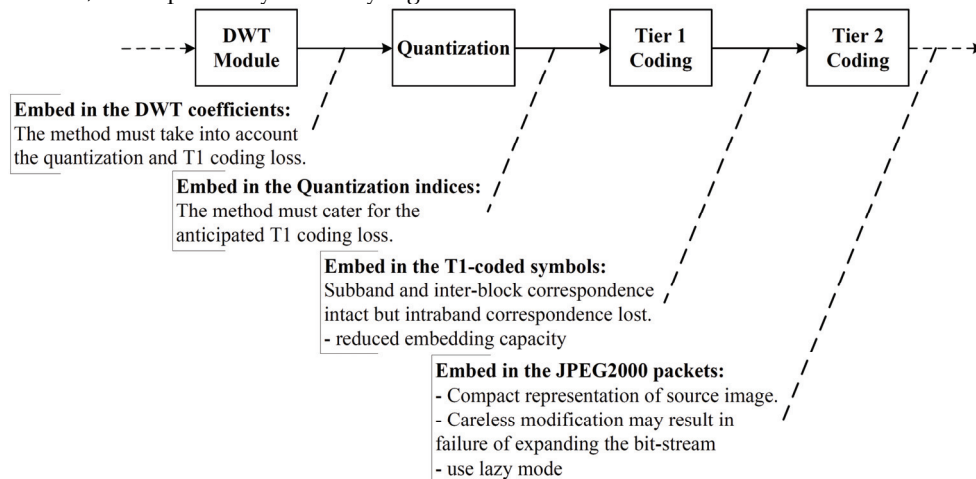 DWT
Module
Quantization
Tier 1
Coding
Tier 2
Coding
Embed in the DWT coefficients:
The method must take into account
the quantization and T1 coding loss.
Embed in the Quantization indices:
The method must cater for the
anticipated T1 coding loss.
Embed in the T1-coded symbols:
Subband and inter-block correspondence
intact but intraband correspondence lost.
- reduced embedding capacity
Embed in the JPEG2000 packets:
- Compact representation of source image.
- Careless modification may result in
failure of expanding the bit-stream
- use lazy mode